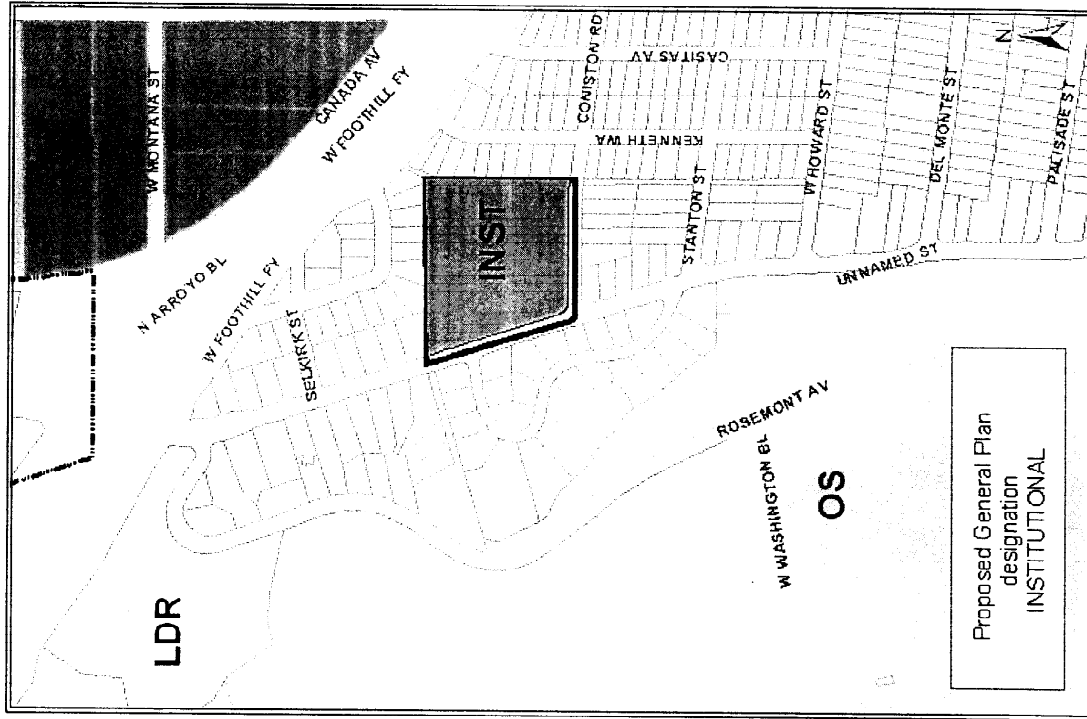 W MONTANA ST
CANADA AV
W FOOTHILL FY
N ARROYO BL
W FOOTHILL FY
SELKIRK ST
INST
CONISTON RD
CASITAS AV
KENNETH WA
STANTON ST
W HOWARD ST
DEL MONTE ST
PALISADE ST
N
UNNAMED ST
ROSEMONT AV
W WASHINGTON BL
LDR
OS
Proposed General Plan
designation
INSTITUTIONAL